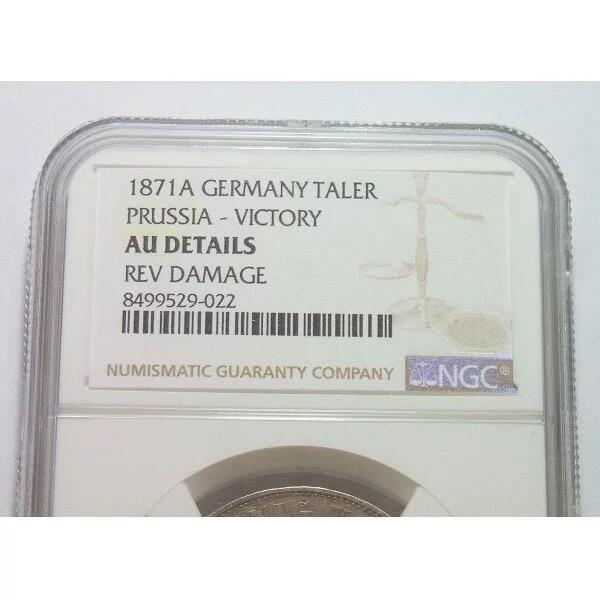 1871A GERMANY TALER
PRUSSIA - VICTORY
AU DETAILS
REV DAMAGE
8499529-022
NUMISMATIC GUARANTY COMPANY
NGC®